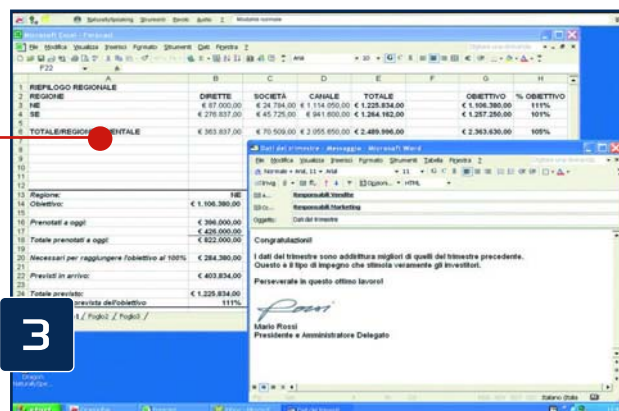 NaturallySpeaking Strumenti Aiuto Modalità normale
Microsoft Excel
File Modifica Visualizza Inserisci Formato Strumenti Dati Finestra ?
F22
A B C D E F G H
1 RIEPILOGO REGIONALE
2 REGIONE DIRETTE SOCIETÀ CANALE TOTALE OBIETTIVO % OBIETTIVO
3 NE € 87.000,00 € 24.784,00 € 1.114.050,00 € 1.225.834,00 € 1.106.380,00 111%
4 SE € 276.837,00 € 45.725,00 € 941.600,00 € 1.264.162,00 € 1.257.250,00 101%
6 TOTALE/REGION ENTALE € 363.837,00 € 70.509,00 € 2.055.650,00 € 2.489.996,00 € 2.363.630,00 105%
13 Regione: NE
14 Obiettivo: € 1.106.380,00
16 Prenotati a oggi: € 396.000,00
17 € 426.000,00
18 Totale prenotati a oggi: € 822.000,00
20 Necessari per raggiungere l'obiettivo al 100% € 284.380,00
22 Previsti in arrivo: € 403.834,00
24 Totale previsto: € 1.225.834,00
prevista dell'obiettivo 111%
Foglio2 / Foglio3 /
Dati del trimestre - Messaggio - Microsoft Word
File Modifica Visualizza Inserisci Formato Strumenti Tabella Finestra ?
Normale + Arial, 11 Arial 11 G C S
Invia Opzioni... HTML
A... Responsabili Vendite
Cc... Responsabili Marketing
Oggetto: Dati del trimestre
Congratulazioni!
I dati del trimestre sono addirittura migliori di quelli del trimestre precedente.
Questo è il tipo di impegno che stimola veramente gli investitori.
Perseverate in questo ottimo lavoro!
Rossi
Mario Rossi
Presidente e Amministratore Delegato
Italiano (Italia
3
Dragon